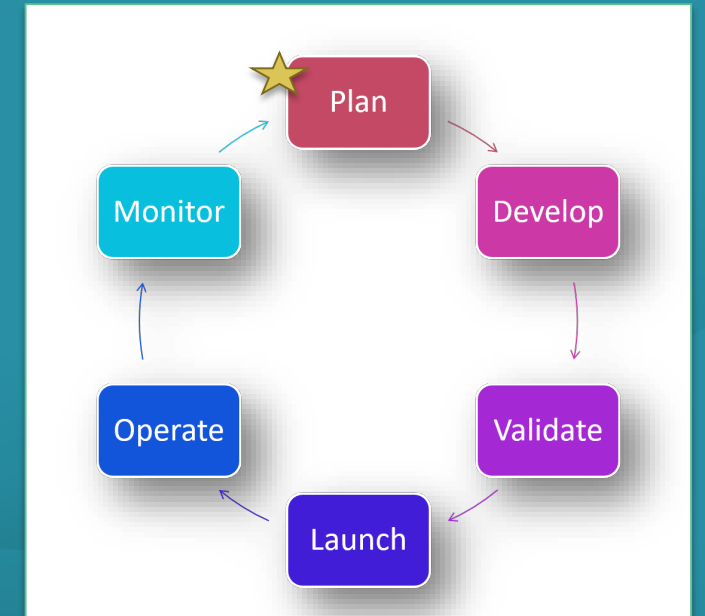 Plan
Develop
Validate
Launch
Operate
Monitor